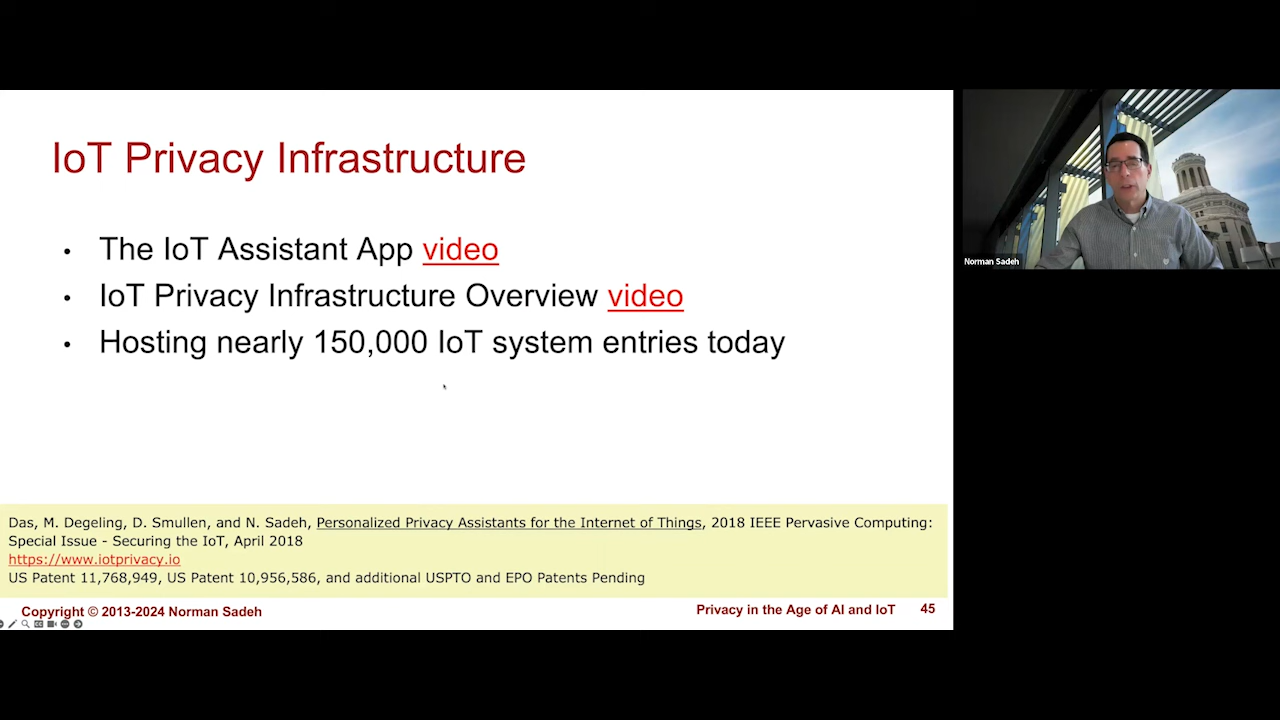 IoT Privacy Infrastructure
• The IoT Assistant App video
• IoT Privacy Infrastructure Overview video
• Hosting nearly 150,000 IoT system entries today
Das, M. Degeling, D. Smullen, and N. Sadeh, Personalized Privacy Assistants for the Internet of Things, 2018 IEEE Pervasive Computing:
Special Issue - Securing the IoT, April 2018
https://www.iotprivacy.io
US Patent 11,768,949, US Patent 10,956,586, and additional USPTO and EPO Patents Pending
Copyright © 2013-2024 Norman Sadeh
Privacy in the Age of AI and IoT 45
Norman Sadeh